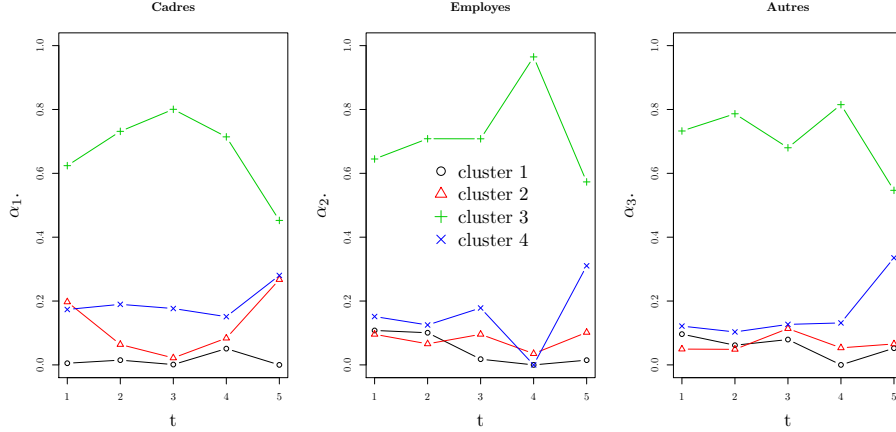 Cadres
α1.
0.0 0.2 0.4 0.6 0.8 1.0
1 2 3 4 5
t
Employes
α2.
0.0 0.2 0.4 0.6 0.8 1.0
cluster 1
cluster 2
cluster 3
cluster 4
1 2 3 4 5
t
Autres
α3.
0.0 0.2 0.4 0.6 0.8 1.0
1 2 3 4 5
t